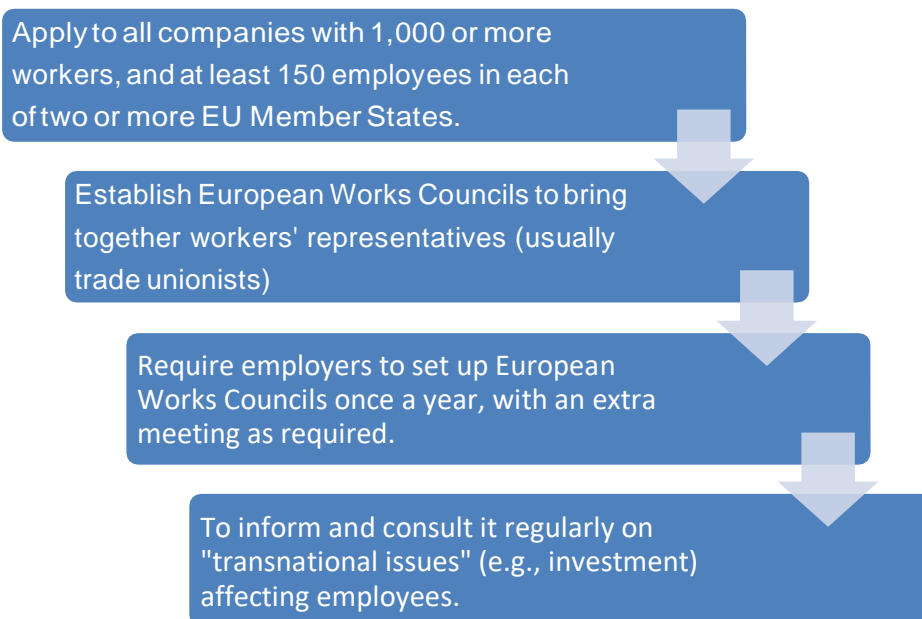 Apply to all companies with 1,000 or more
workers, and at least 150 employees in each
of two or more EU Member States.
Establish European Works Councils to bring
together workers' representatives (usually
trade unionists)
Require employers to set up European
Works Councils once a year, with an extra
meeting as required.
To inform and consult it regularly on
"transnational issues" (e.g., investment)
affecting employees.